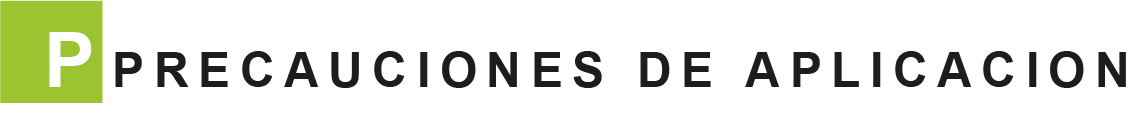 P PRECAUCIONES DE APLICACION